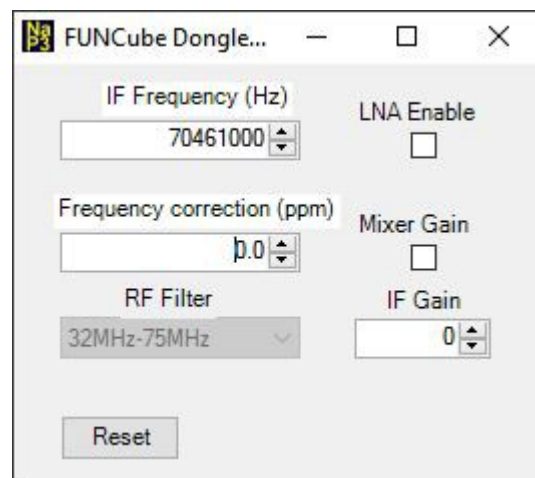 NaP3 FUNCube Dongle...
IF Frequency (Hz)
LNA Enable
70461000
Frequency correction (ppm)
Mixer Gain
0.0
RF Filter
IF Gain
32MHz-75MHz
0
Reset